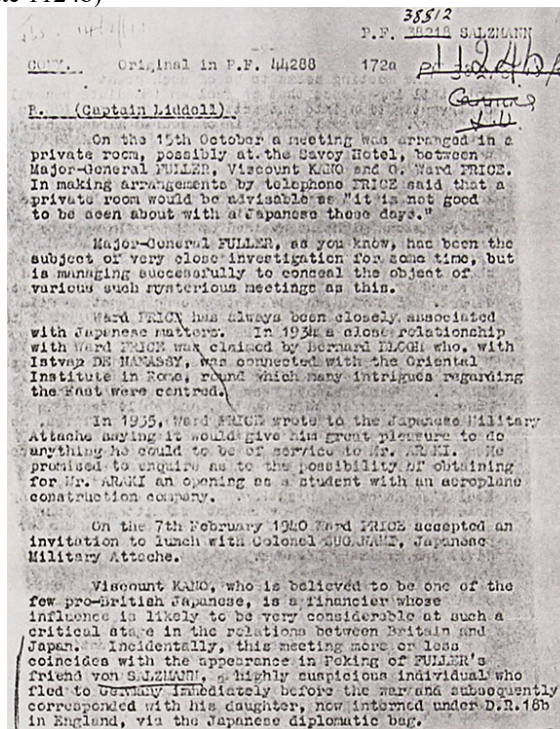 38812
P.F. 38218 SALZMANN
COPY. Original in P.F. 44288 172a
1124b
B. (Captain Liddell)
On the 15th October a meeting was arranged in a
private room, possibly at the Savoy Hotel, between
Major-General FULLER, Viscount KANO and G. Ward PRICE.
In making arrangements by telephone PRICE said that a
private room would be advisable as "it is not good
to be seen about with a Japanese these days."
Major-General FULLER, as you know, has been the
subject of very close investigation for some time, but
is managing successfully to conceal the object of
various such mysterious meetings as this.
Ward PRICE has always been closely associated
with Japanese matters. In 1934 a close relationship
with Ward PRICE was claimed by Bernard who, with
Istvan DE was connected with the Oriental
Institute in Rome, round which many intrigues regarding
the East were centred.
In 1935, Ward PRICE wrote to the Japanese Military
Attache saying it would give him great pleasure to do
anything he could to be of service to Mr. ARAKI. He
promised to enquire as to the possibility of obtaining
for Mr. ARAKI an opening as a student with an aeroplane
construction company.
On the 7th February 1940 Ward PRICE accepted an
invitation to lunch with Colonel Japanese
Military Attache.
Viscount KANO, who is believed to be one of the
few pro-British Japanese, is a financier whose
influence is likely to be very considerable at such a
critical stage in the relations between Britain and
Japan. Incidentally, this meeting more or less
coincides with the appearance in Peking of FULLER's
friend von SALZMANN, a highly suspicious individual who
fled to Germany immediately before the war and subsequently
corresponded with his daughter, now interned under D.R.18b
in England, via the Japanese diplomatic bag.